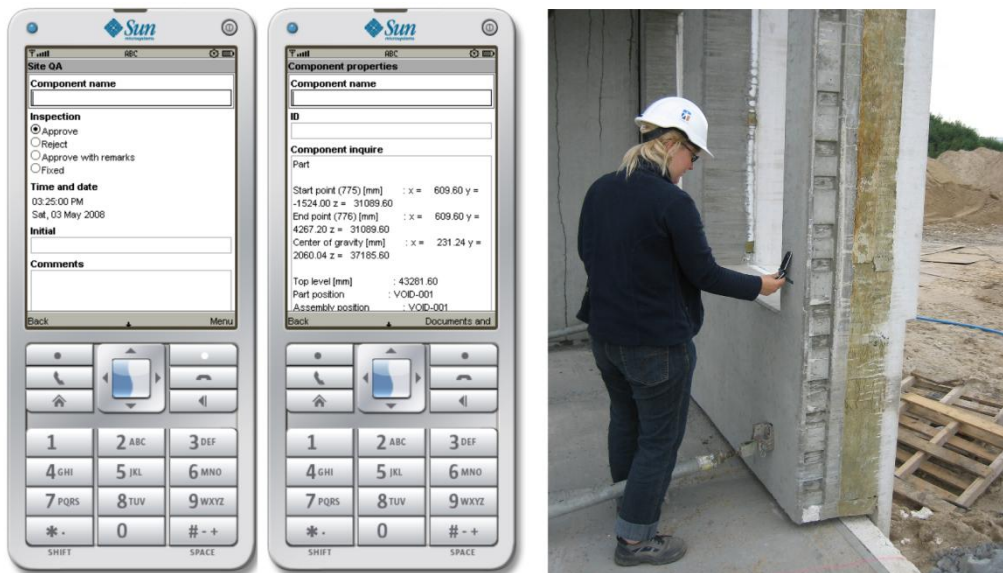 Sun
microsystems
ABC
Site QA
Component name
Inspection
Approve
Reject
Approve with remarks
Fixed
Time and date
03:25:00 PM
Sat, 03 May 2008
Initial
Comments
Back Menu
1 2 ABC 3 DEF
4 GHI 5 JKL 6 MNO
7 PQRS 8 TUV 9 WXYZ
* . 0 # - +
SHIFT SPACE
Sun
microsystems
ABC
Component properties
Component name
ID
Component inquire
Part
Start point (775) [mm] : x = 609.60 y =
-1524.00 z = 31089.60
End point (776) [mm] : x = 609.60 y =
4267.20 z = 31089.60
Center of gravity [mm] : x = 231.24 y =
2060.04 z = 37185.60
Top level [mm] : 43281.60
Part position : VOID-001
Assembly position : VOID-001
Back Documents and
1 2 ABC 3 DEF
4 GHI 5 JKL 6 MNO
7 PQRS 8 TUV 9 WXYZ
* . 0 # - +
SHIFT SPACE